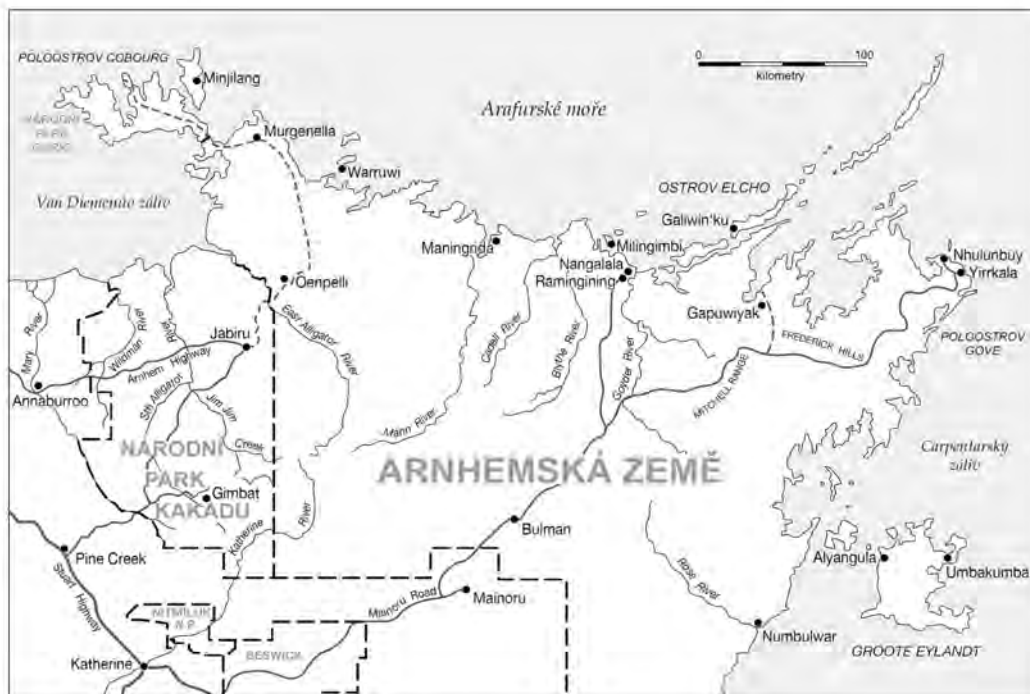 POLOOSTROV COBOURG
Minjilang
0 100
kilometry
Arafurské moře
NÁRODNÍ
PARK
Murgenella
Warruwi
Van Diemenův záliv
OSTROV ELCHO
Galiwin'ku
Maningrida
Milingimbi
Nangalala
Ramingining
Nhulunbuy
Yirrkala
Oenpelli
Gapuwiyak
East Alligator River
Mary River
Wildman River
Jabiru
Arnhem Highway
Sth Alligator River
Cadell River
Blythe River
Goyder River
FREDERICK HILLS
MITCHELL RANGE
POLOOSTROV
GOVE
Annaburroo
Jim Jim
Creek
Mann River
NÁRODNÍ
PARK
KAKADU
ARNHEMSKÁ ZEMĚ
Carpentarský
záliv
Gimbat
Katherine River
Bulman
Pine Creek
Stuart Highway
Alyangula
Umbakumba
Rose River
Mainoru Road
Mainoru
NITMILUK
N.P.
Numbulwar
BESWICK
Katherine
GROOTE EYLANDT